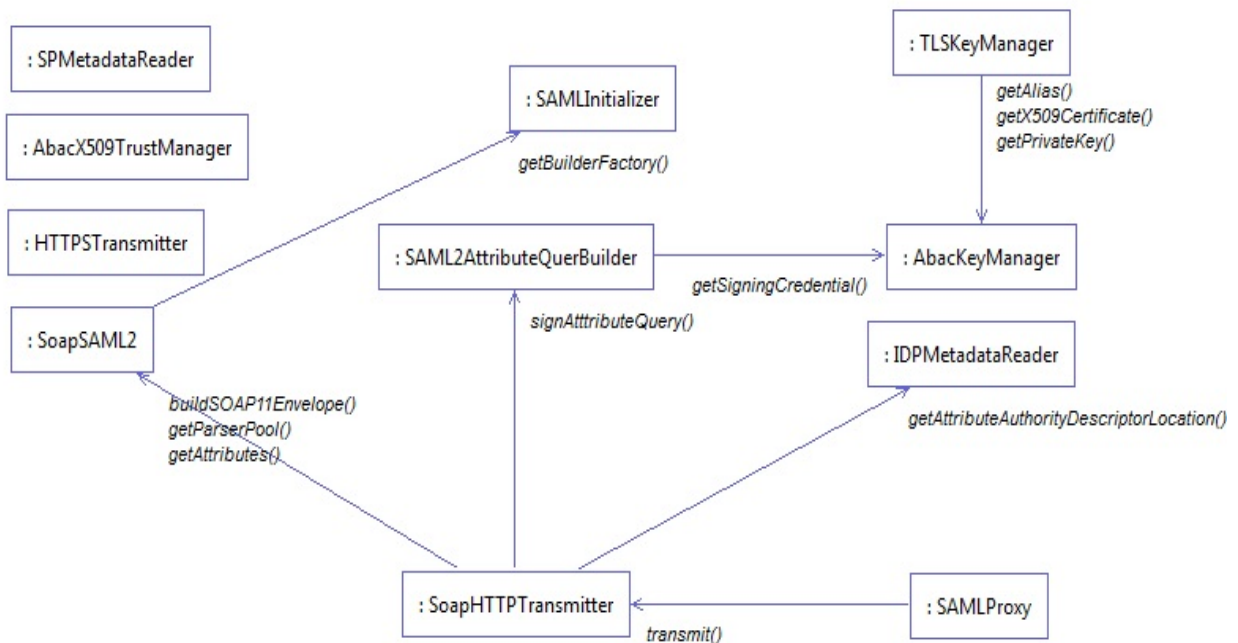 : SPMetadataReader
: TLSKeyManager
: SAMLInitializer
getAlias()
getX509Certificate()
getPrivateKey()
: AbacX509TrustManager
getBuilderFactory()
: HTTPSTransmitter
: SAML2AttributeQuerBuilder
: AbacKeyManager
getSigningCredential()
signAtttributeQuery()
: SoapSAML2
: IDPMetadataReader
buildSOAP11Envelope()
getParserPool()
getAttributes()
getAttributeAuthorityDescriptorLocation()
: SoapHTTPTransmitter
: SAMLProxy
transmit()